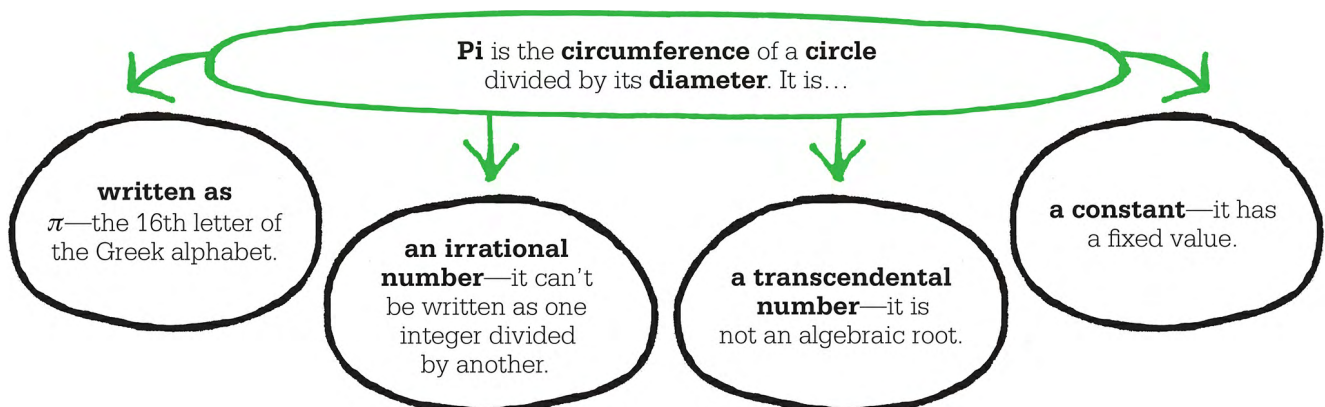 Pi is the circumference of a circle
divided by its diameter. It is…
written as
π—the 16th letter of
the Greek alphabet.
an irrational
number—it can’t
be written as one
integer divided
by another.
a transcendental
number—it is
not an algebraic root.
a constant—it has
a fixed value.